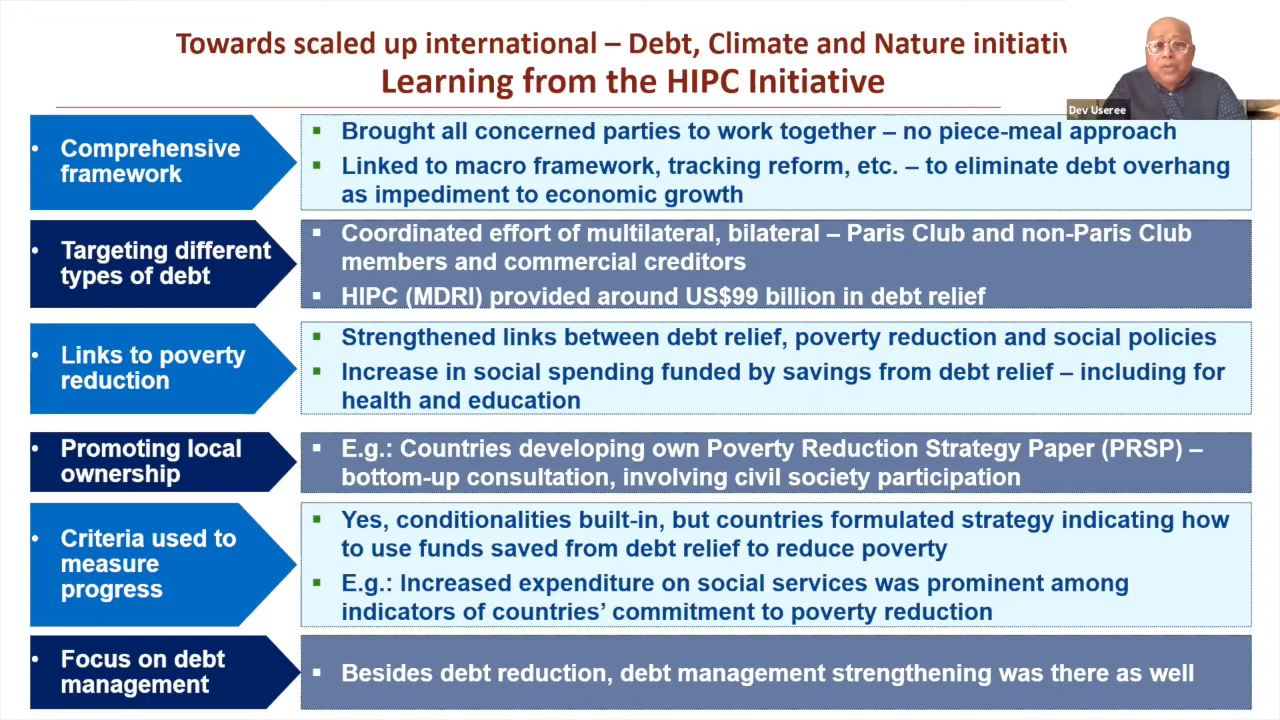 Towards scaled up international – Debt, Climate and Nature
Learning from the HIPC Initiative
Dev Useree
• Comprehensive
framework
▪ Brought all concerned parties to work together – no piece-meal approach
▪ Linked to macro framework, tracking reform, etc. – to eliminate debt overhang
as impediment to economic growth
• Targeting different
types of debt
▪ Coordinated effort of multilateral, bilateral – Paris Club and non-Paris Club
members and commercial creditors
▪ HIPC (MDRI) provided around US$99 billion in debt relief
• Links to poverty
reduction
▪ Strengthened links between debt relief, poverty reduction and social policies
▪ Increase in social spending funded by savings from debt relief – including for
health and education
• Promoting local
ownership
▪ E.g.: Countries developing own Poverty Reduction Strategy Paper (PRSP) –
bottom-up consultation, involving civil society participation
• Criteria used to
measure
progress
▪ Yes, conditionalities built-in, but countries formulated strategy indicating how
to use funds saved from debt relief to reduce poverty
▪ E.g.: Increased expenditure on social services was prominent among
indicators of countries’ commitment to poverty reduction
• Focus on debt
management
▪ Besides debt reduction, debt management strengthening was there as well